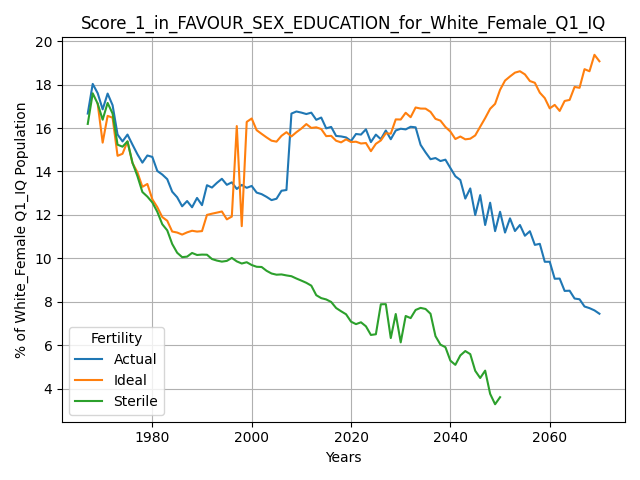 Score_1_in_FAVOUR_SEX_EDUCATION_for_White_Female_Q1_IQ
% of White_Female Q1_IQ Population
20
18
16
14
12
10
8
6
4
Fertility
Actual
Ideal
Sterile
1980 2000 2020 2040 2060
Years